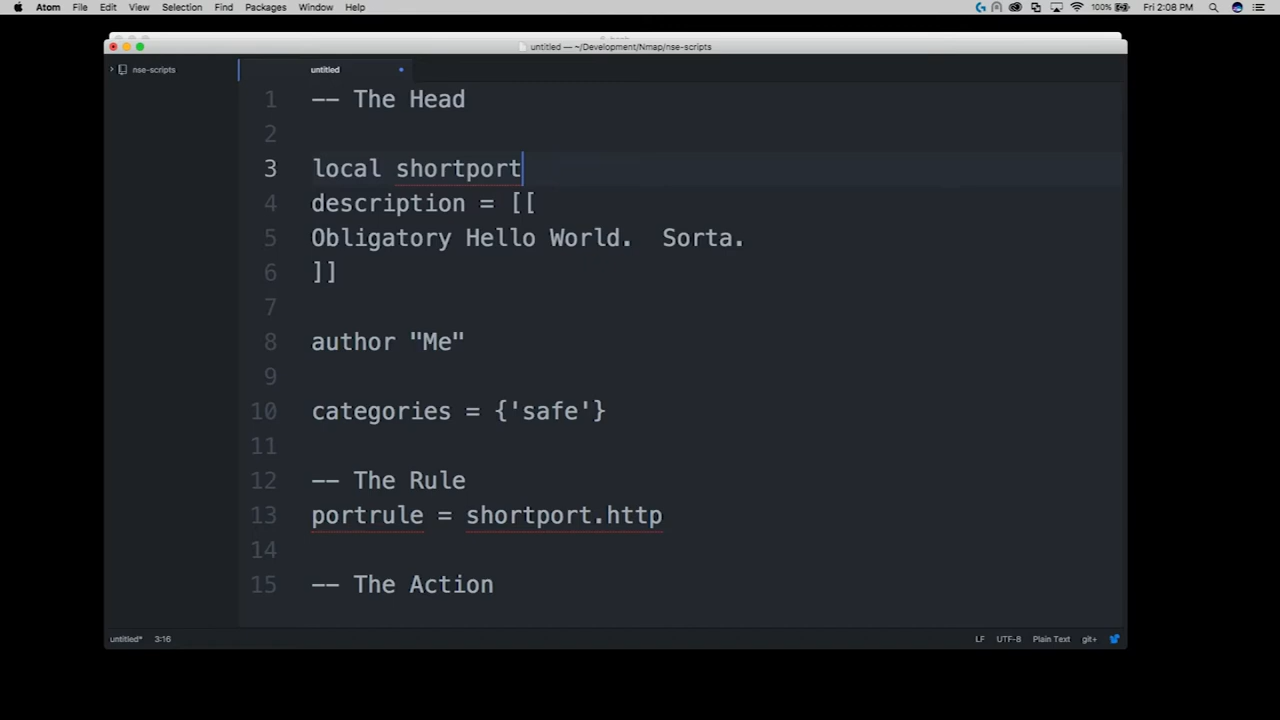 Atom File Edit View Selection Find Packages Window Help 100% Fri 2:08 PM
untitled — ~/Development/Nmap/nse-scripts
nse-scripts untitled
1 -- The Head
2
3 local shortport
4 description = [[
5 Obligatory Hello World.  Sorta.
6 ]]
7
8 author "Me"
9
10 categories = {'safe'}
11
12 -- The Rule
13 portrule = shortport.http
14
15 -- The Action
untitled* 3:16 LF UTF-8 Plain Text git+